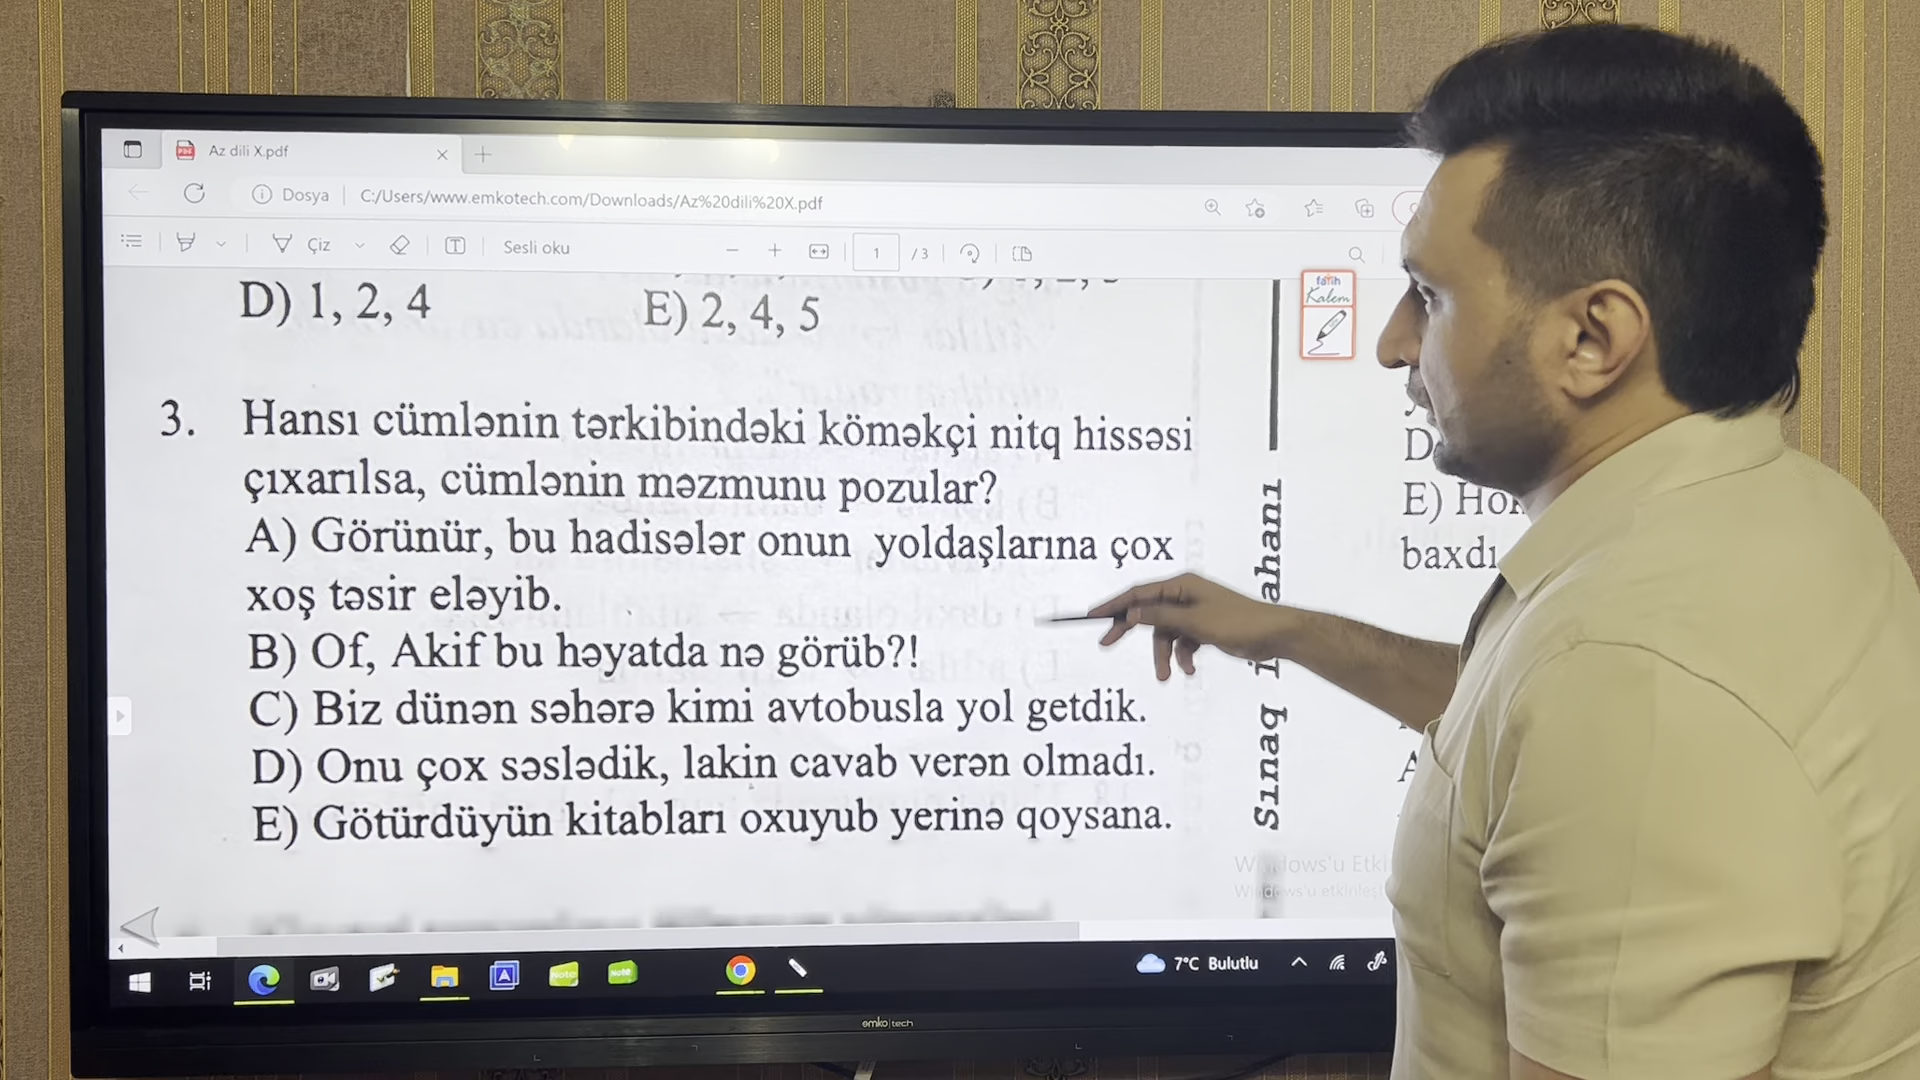 Az dili X.pdf
Dosya
C:/Users/www.emkotech.com/Downloads/Az%20dili%20X.pdf
Çiz
Sesli oku
1
/3
D) 1, 2, 4
E) 2, 4, 5
fatih
Kalem
3. Hansı cümlənin tərkibindəki köməkçi nitq hissəsi
çıxarılsa, cümlənin məzmunu pozular?
A) Görünür, bu hadisələr onun yoldaşlarına çox
xoş təsir eləyib.
B) Of, Akif bu həyatda nə görüb?!
C) Biz dünən səhərə kimi avtobusla yol getdik.
D) Onu çox səslədik, lakin cavab verən olmadı.
E) Götürdüyün kitabları oxuyub yerinə qoysana.
Sınaq
E)
baxdı
Windows'u
7°C Bulutlu
emko|tech